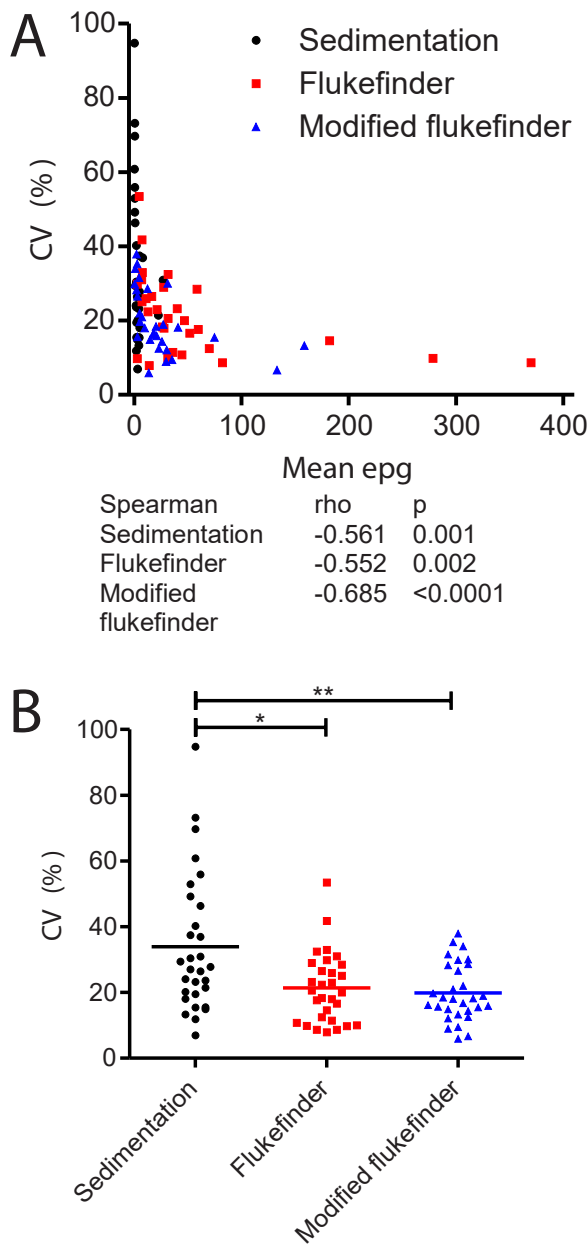 A
100
80
60
40
20
0
CV (%)
Sedimentation
Flukefinder
Modified flukefinder
0 100 200 300 400
Mean epg
Spearman rho p
Sedimentation -0.561 0.001
Flukefinder -0.552 0.002
Modified -0.685 <0.0001
flukefinder
B
**
*
100
80
60
40
20
0
CV (%)
Sedimentation
Flukefinder
Modified flukefinder